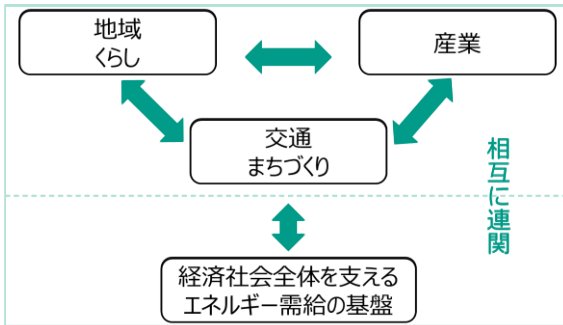 地域
くらし
産業
交通
まちづくり
相互に連関
経済社会全体を支える
エネルギー需給の基盤